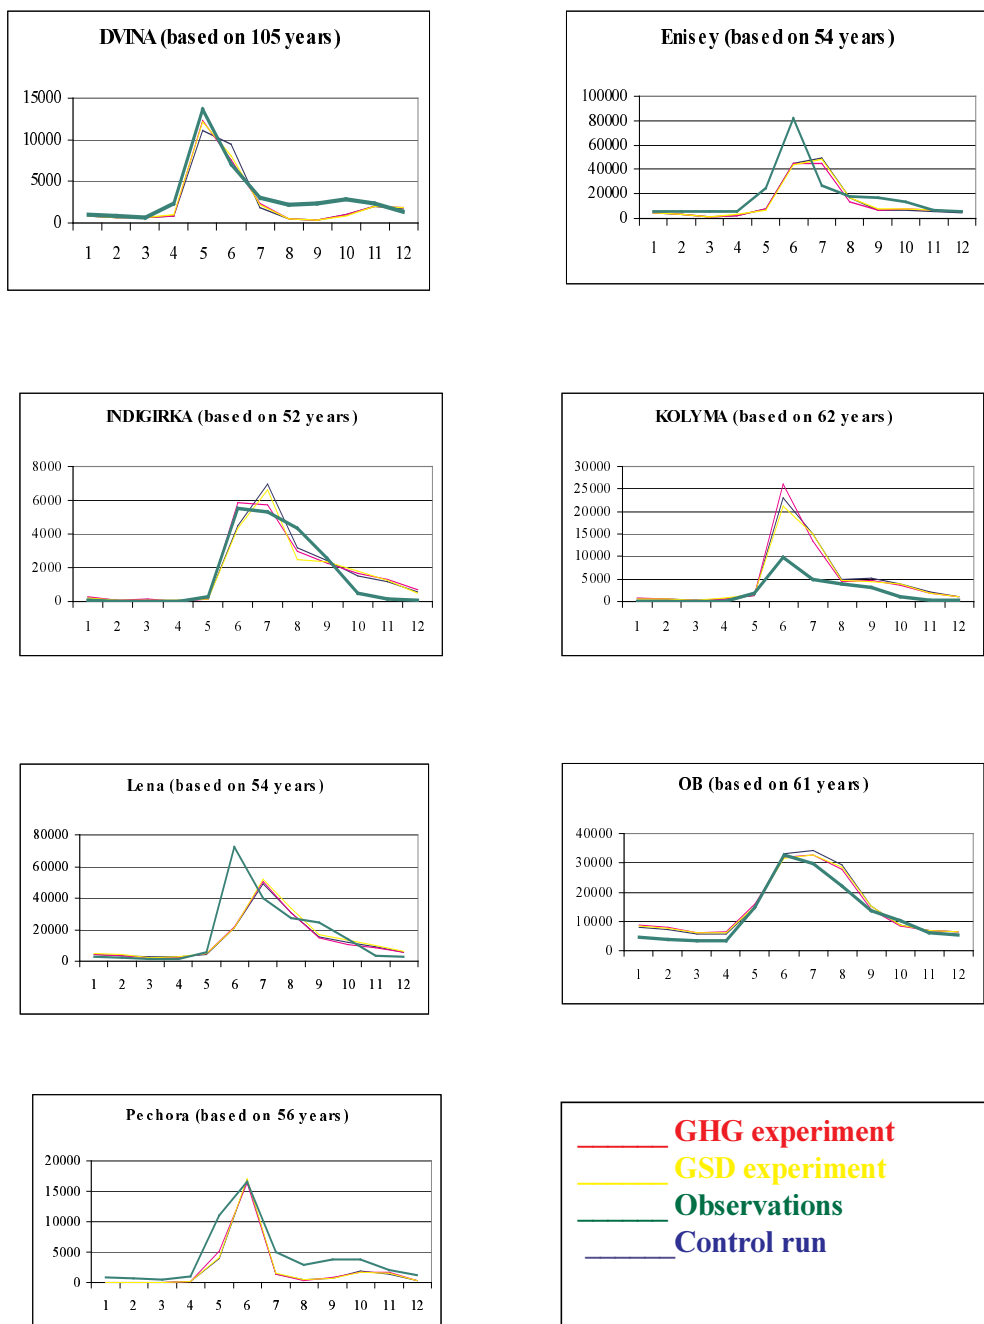 DVINA (based on 105 years)
15000
10000
5000
0
1 2 3 4 5 6 7 8 9 10 11 12
Enisey (based on 54 years)
100000
80000
60000
40000
20000
0
1 2 3 4 5 6 7 8 9 10 11 12
INDIGIRKA (based on 52 years)
8000
6000
4000
2000
0
1 2 3 4 5 6 7 8 9 10 11 12
KOLYMA (based on 62 years)
30000
25000
20000
15000
10000
5000
0
1 2 3 4 5 6 7 8 9 10 11 12
Lena (based on 54 years)
80000
60000
40000
20000
0
1 2 3 4 5 6 7 8 9 10 11 12
OB (based on 61 years)
40000
30000
20000
10000
0
1 2 3 4 5 6 7 8 9 10 11 12
Pechora (based on 56 years)
20000
15000
10000
5000
0
1 2 3 4 5 6 7 8 9 10 11 12
GHG experiment
GSD experiment
Observations
Control run